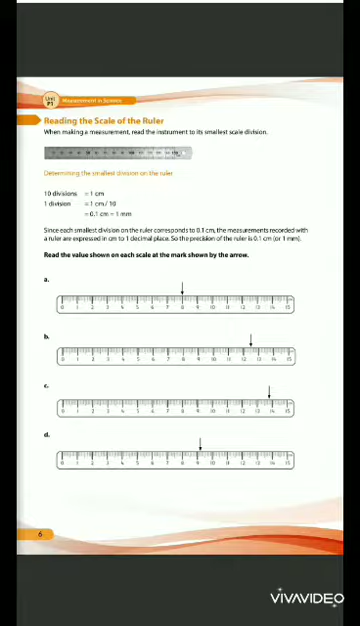 Unit
P1
Measurement in Science
Reading the Scale of the Ruler
When making a measurement, read the instrument to its smallest scale division.
Determining the smallest division on the ruler
10 divisions = 1 cm
1 division = 1 cm / 10
= 0.1 cm = 1 mm
Since each smallest division on the ruler corresponds to 0.1 cm, the measurements recorded with
a ruler are expressed in cm to 1 decimal place. So the precision of the ruler is 0.1 cm (or 1 mm).
Read the value shown on each scale at the mark shown by the arrow.
a.
0 1 2 3 4 5 6 7 8 9 10 11 12 13 14 15
b.
0 1 2 3 4 5 6 7 8 9 10 11 12 13 14 15
c.
0 1 2 3 4 5 6 7 8 9 10 11 12 13 14 15
d.
0 1 2 3 4 5 6 7 8 9 10 11 12 13 14 15
6
VIVAVIDEO